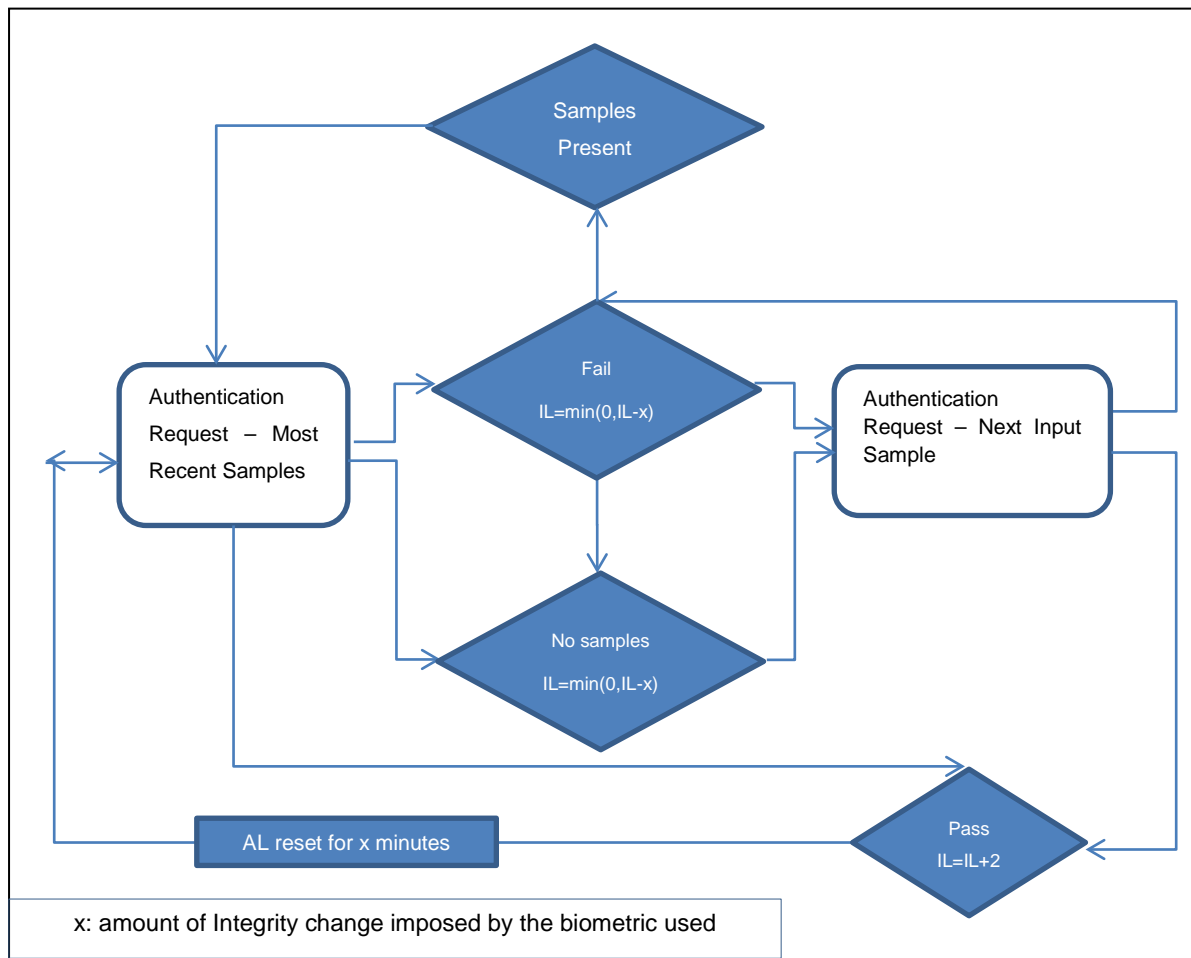 Samples
Present
Fail
IL=min(0,IL-x)
Authentication
Request – Most
Recent Samples
Authentication
Request – Next Input
Sample
No samples
IL=min(0,IL-x)
AL reset for x minutes
Pass
IL=IL+2
x: amount of Integrity change imposed by the biometric used